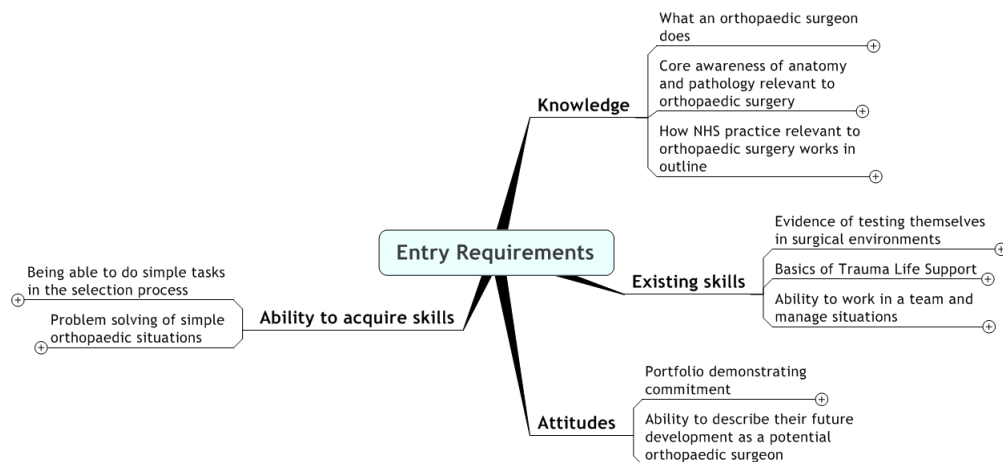 What an orthopaedic surgeon
does
Core awareness of anatomy
and pathology relevant to
orthopaedic surgery
Knowledge
How NHS practice relevant to
orthopaedic surgery works in
outline
Entry Requirements
Evidence of testing themselves
in surgical environments
Existing skills
Basics of Trauma Life Support
Ability to work in a team and
manage situations
Being able to do simple tasks
in the selection process
Ability to acquire skills
Problem solving of simple
orthopaedic situations
Portfolio demonstrating
commitment
Attitudes
Ability to describe their future
development as a potential
orthopaedic surgeon